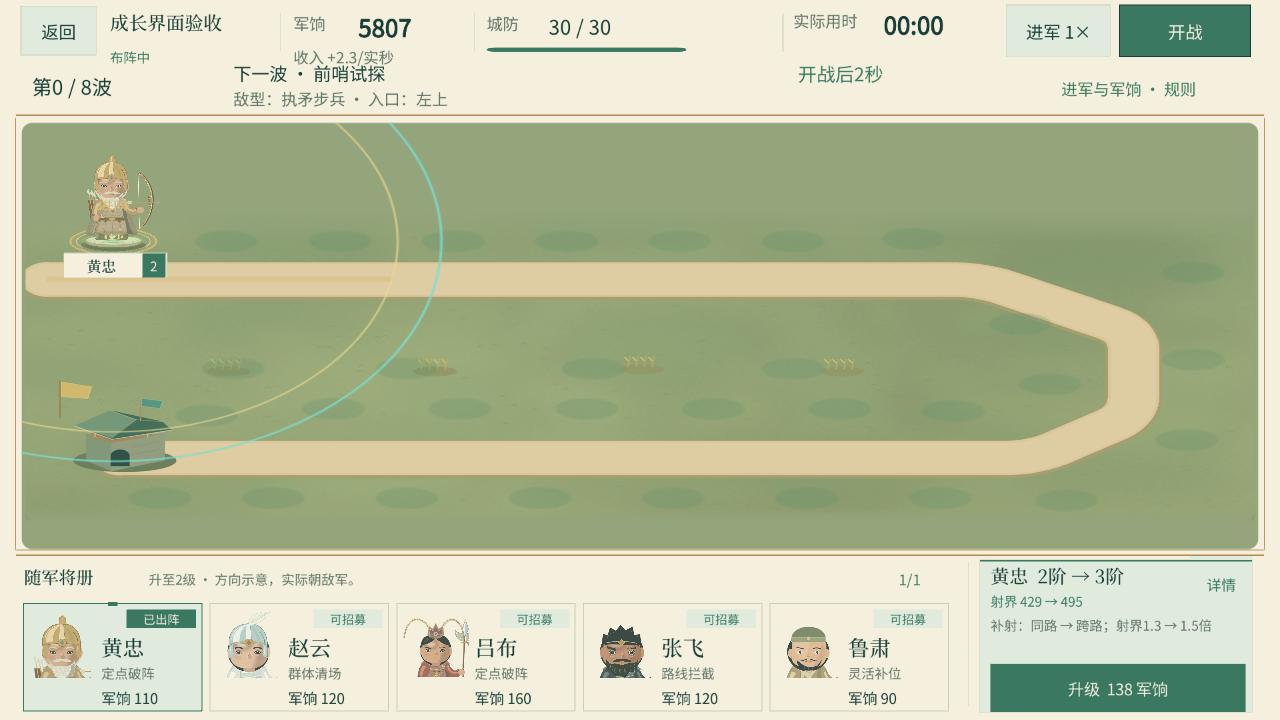 返回
成长界面验收
布阵中
军饷 5807
收入 +2.3/实秒
城防 30 / 30
实际用时 00:00
进军 1×
开战
第0 / 8波
下一波 · 前哨试探
敌型：执矛步兵 · 入口：左上
开战后2秒
进军与军饷 · 规则
黄忠 2
随军将册
升至2级 · 方向示意，实际朝敌军。
1/1
已出阵
黄忠
定点破阵
军饷 110
可招募
赵云
群体清场
军饷 120
可招募
吕布
定点破阵
军饷 160
可招募
张飞
路线拦截
军饷 120
可招募
鲁肃
灵活补位
军饷 90
黄忠 2阶 → 3阶
详情
射界 429 → 495
补射：同路 → 跨路；射界1.3 → 1.5倍
升级 138 军饷